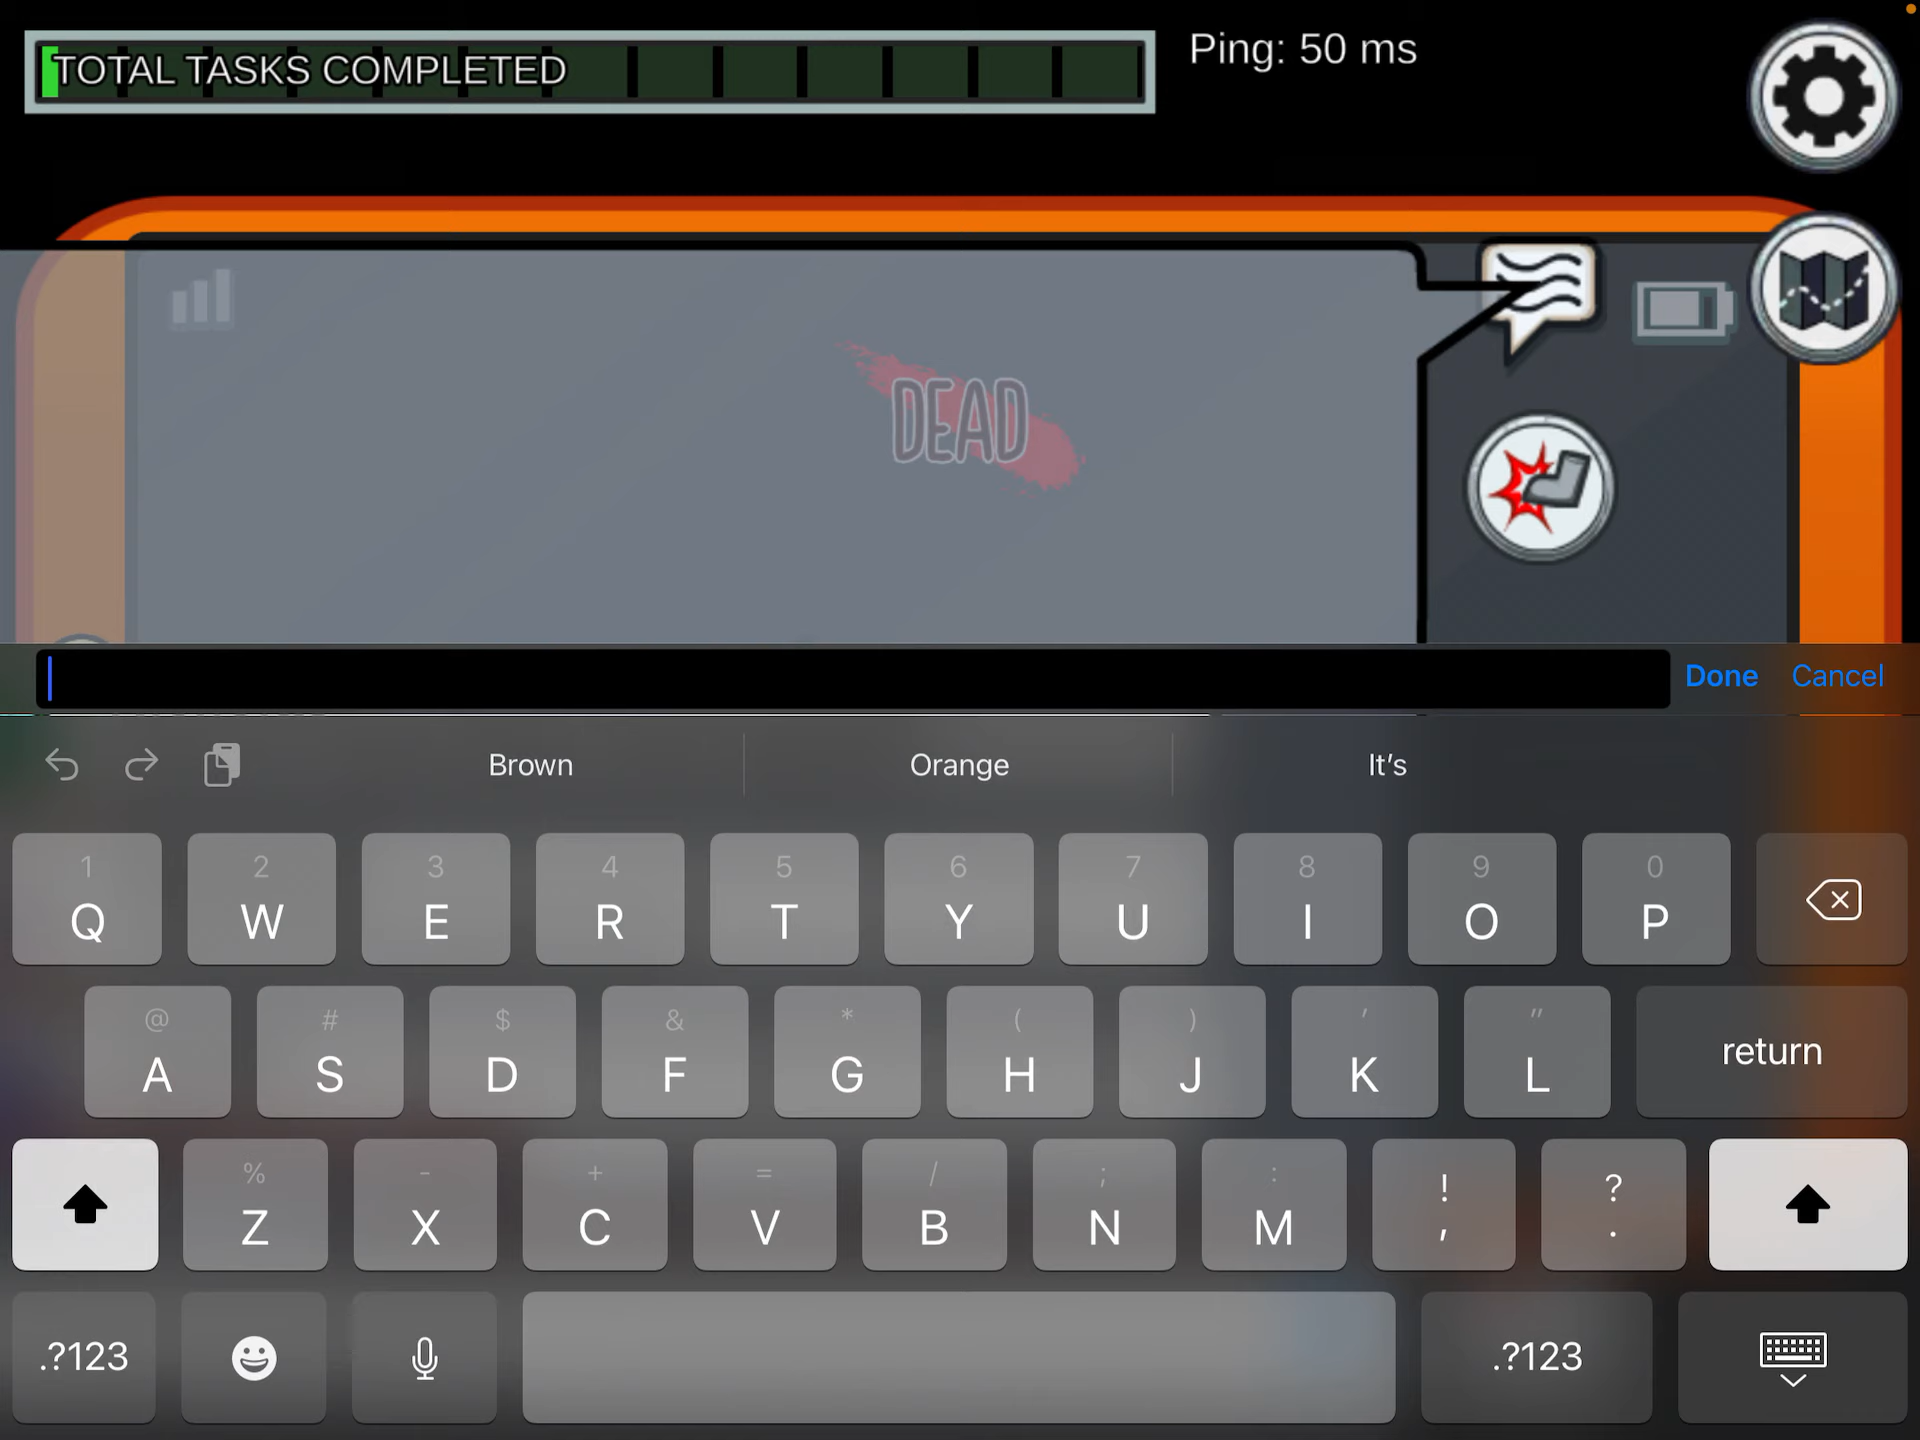 TOTAL TASKS COMPLETED
Ping: 50 ms
DEAD
Done Cancel
Brown Orange It's
1 2 3 4 5 6 7 8 9 0
Q W E R T Y U I O P
@ # $ & * ( ) ' "
A S D F G H J K L return
% - + = / ; : ! ?
Z X C V B N M , .
.?123 .?123